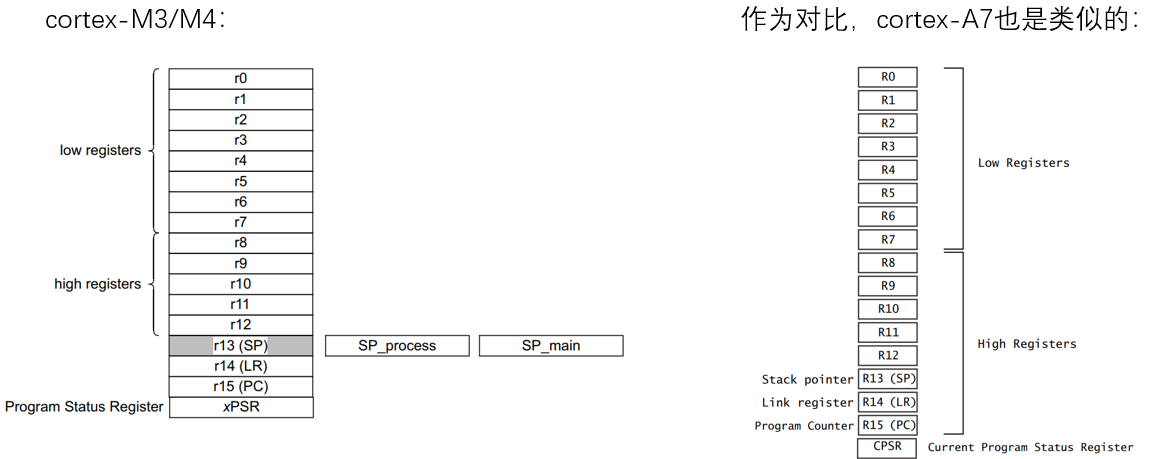 cortex-M3/M4：
low registers
high registers
Program Status Register
r0
r1
r2
r3
r4
r5
r6
r7
r8
r9
r10
r11
r12
r13 (SP)
SP_process
SP_main
r14 (LR)
r15 (PC)
xPSR
作为对比，cortex-A7也是类似的：
R0
R1
R2
R3
R4
R5
R6
R7
R8
R9
R10
R11
R12
Stack pointer R13 (SP)
Link register R14 (LR)
Program Counter R15 (PC)
CPSR Current Program Status Register
Low Registers
High Registers